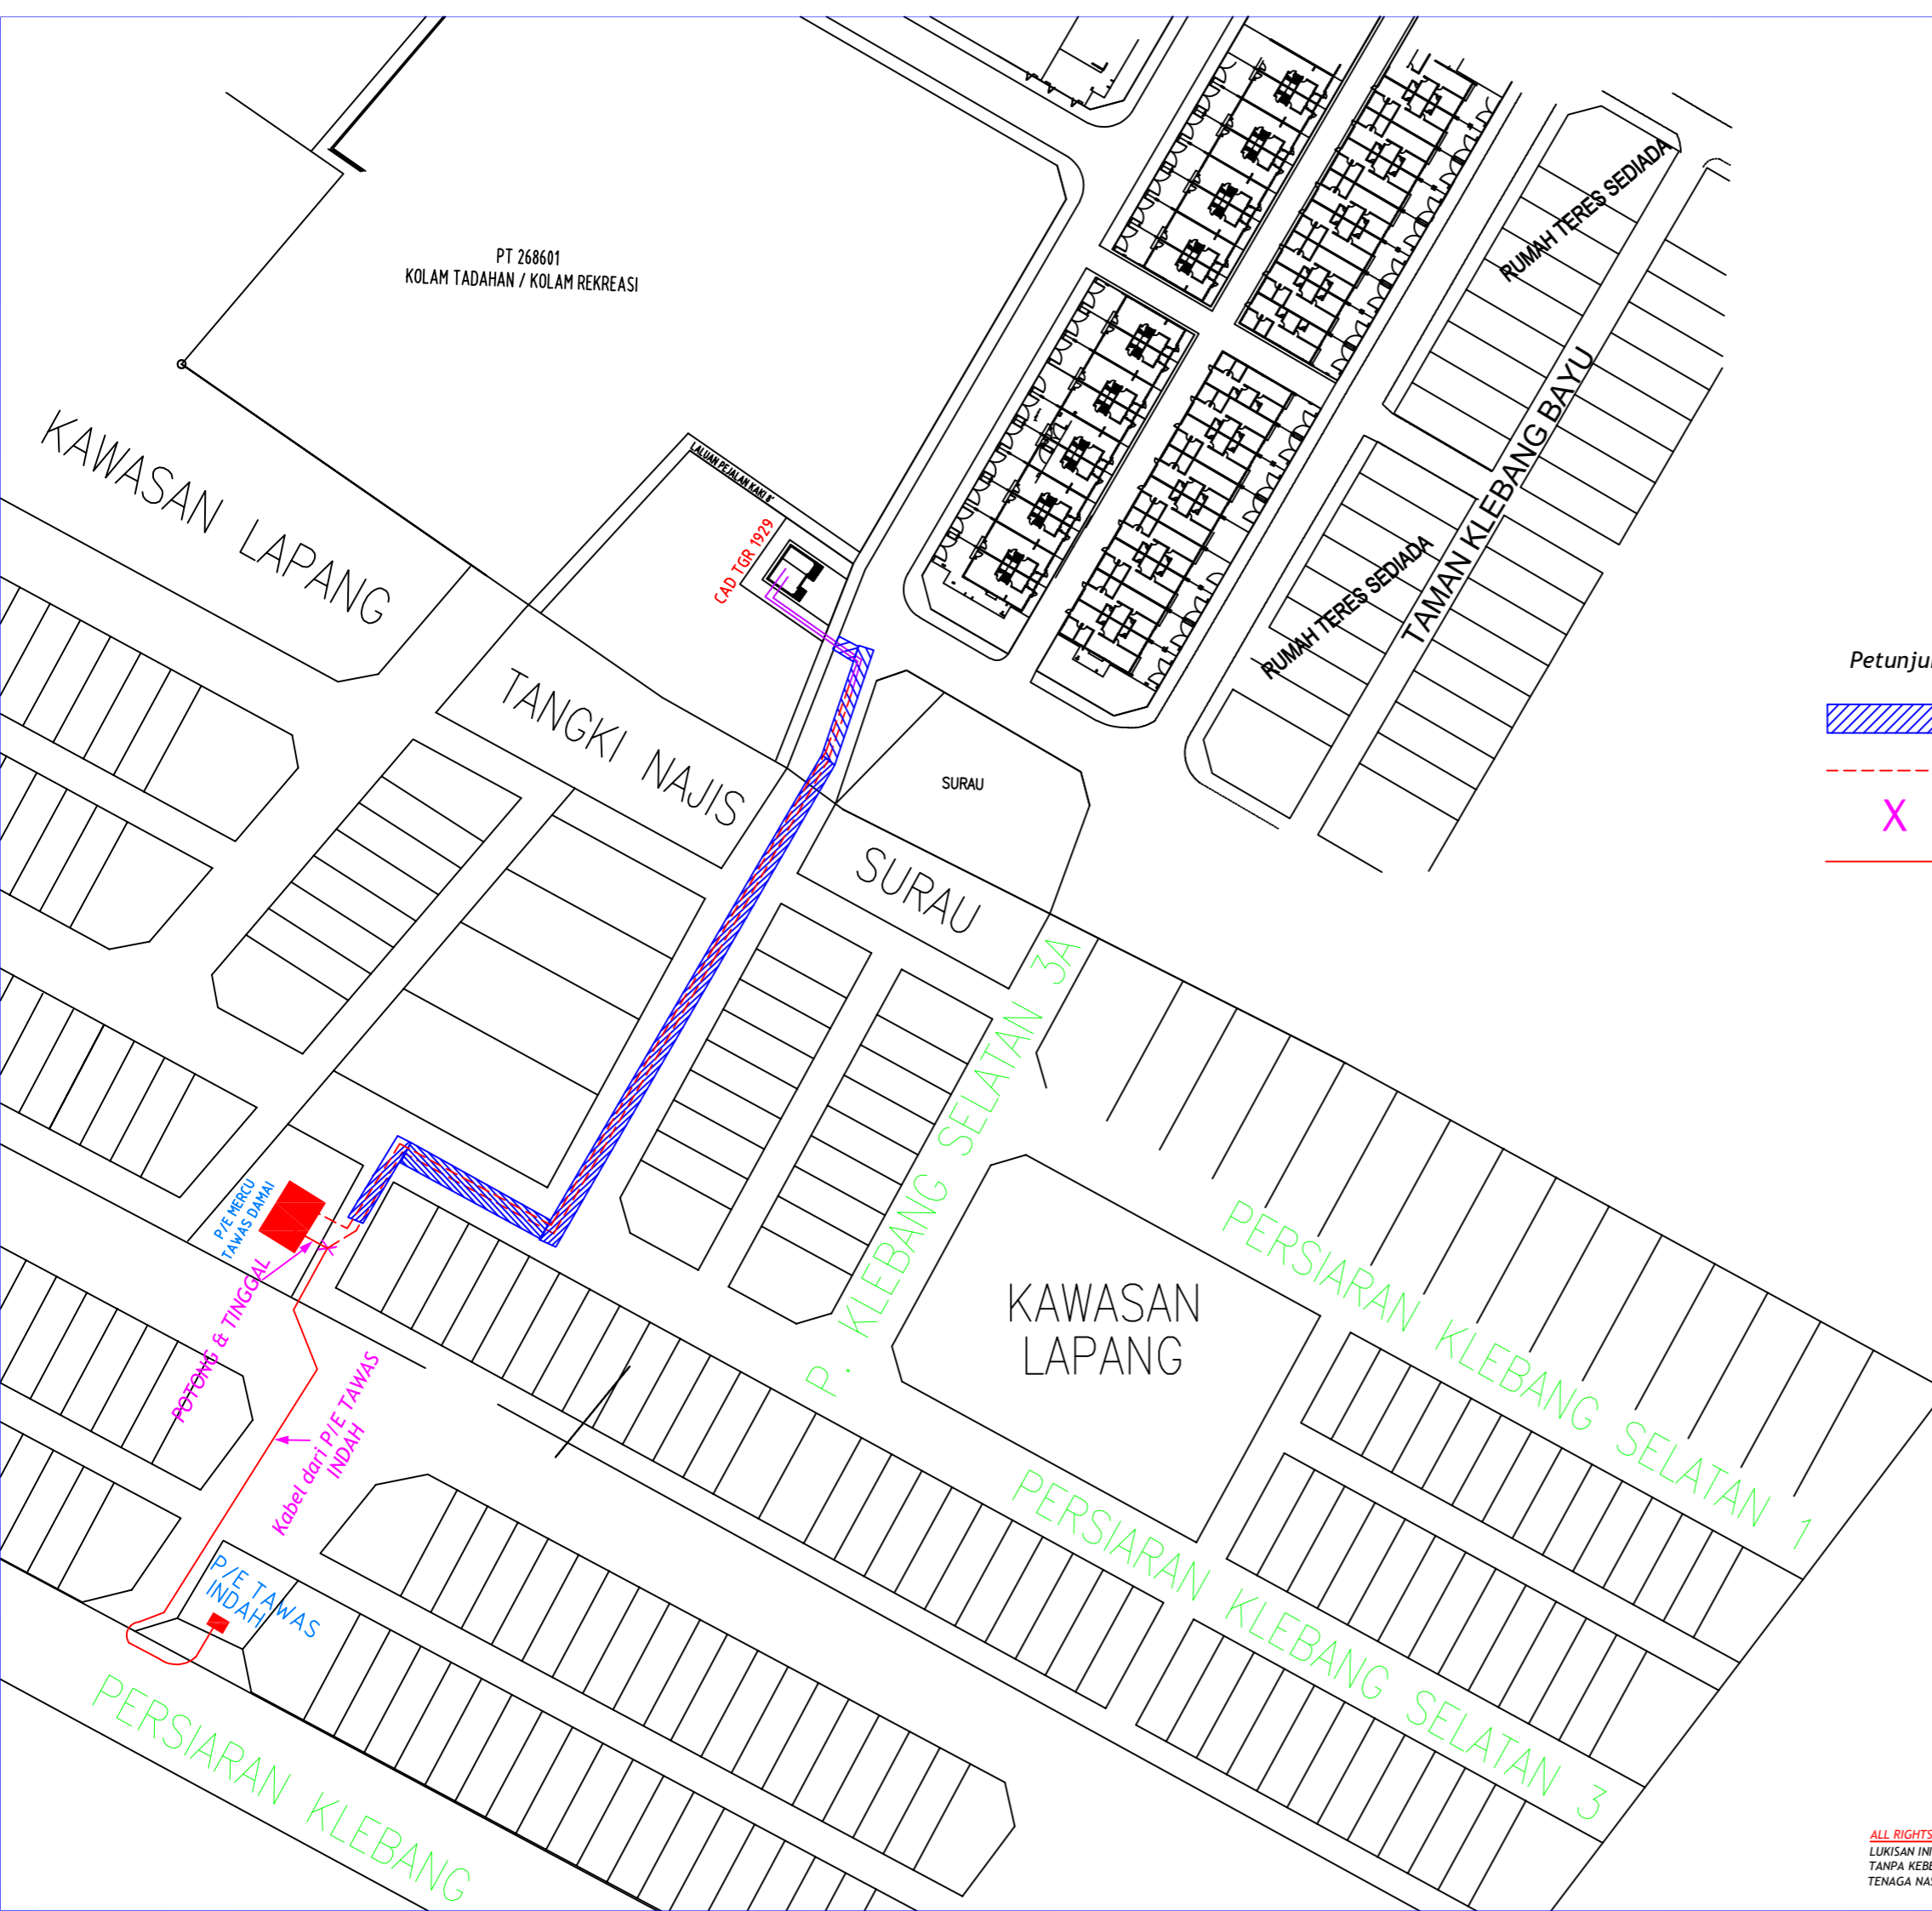 PT 268601
KOLAM TADAHAN / KOLAM REKREASI
RUMAH TERES SEDIADA
KAWASAN LAPANG
LALUAN PEJALAN KAKI 8'
CAD TGR 1929
TAMAN KLEBANG BAYU
RUMAH TERES SEDIADA
TANGKI NAJIS
SURAU
SURAU
X
P. KLEBANG SELATAN 3A
P/E MERCU
TAWAS DAMAI
POTONG & TINGGAL
KAWASAN
LAPANG
PERSIARAN KLEBANG SELATAN 1
Kabel dari P/E TAWAS
INDAH
P/E TAWAS
INDAH
PERSIARAN KLEBANG SELATAN 3
PERSIARAN KLEBANG
ALL RIGHTS
LUKISAN INI
TANPA
TENAGA